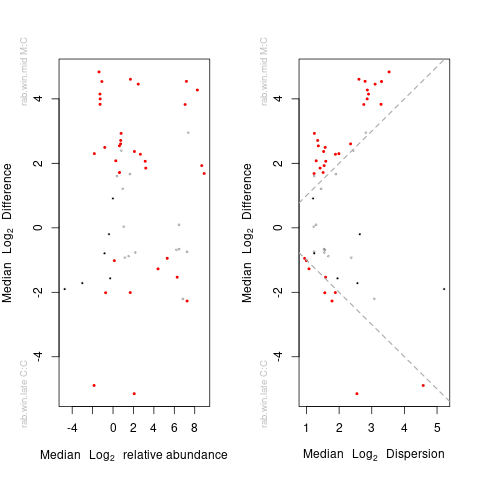 rab.win.mid M:C
rab.win.late C:C
Median Log2 Difference
4
2
0
-2
-4
-4 -2 0 2 4 6 8
Median Log2 relative abundance
rab.win.mid M:C
rab.win.late C:C
Median Log2 Difference
4
2
0
-2
-4
1 2 3 4 5
Median Log2 Dispersion